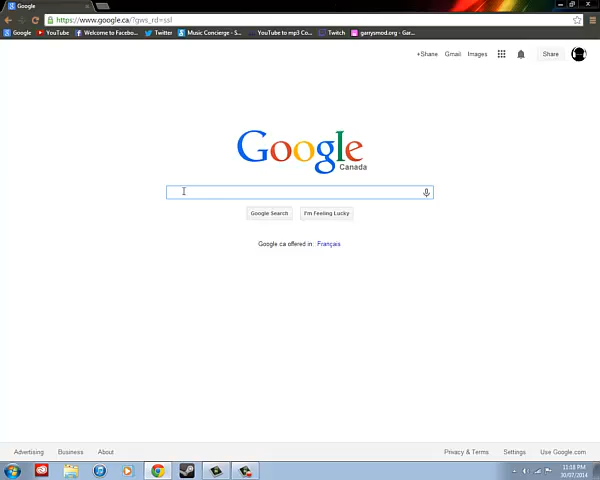 Google
https://www.google.ca/?gws_rd=ssl
Google YouTube Welcome to Facebo... Twitter Music Concierge - S... YouTube to mp3 Co... Twitch garrysmod.org - Gar...
+Share Gmail Images Share
Google
Canada
Google Search I'm Feeling Lucky
Google.ca offered in: Français
Advertising Business About Privacy & Terms Settings Use Google.com
11:18 PM
30/07/2014